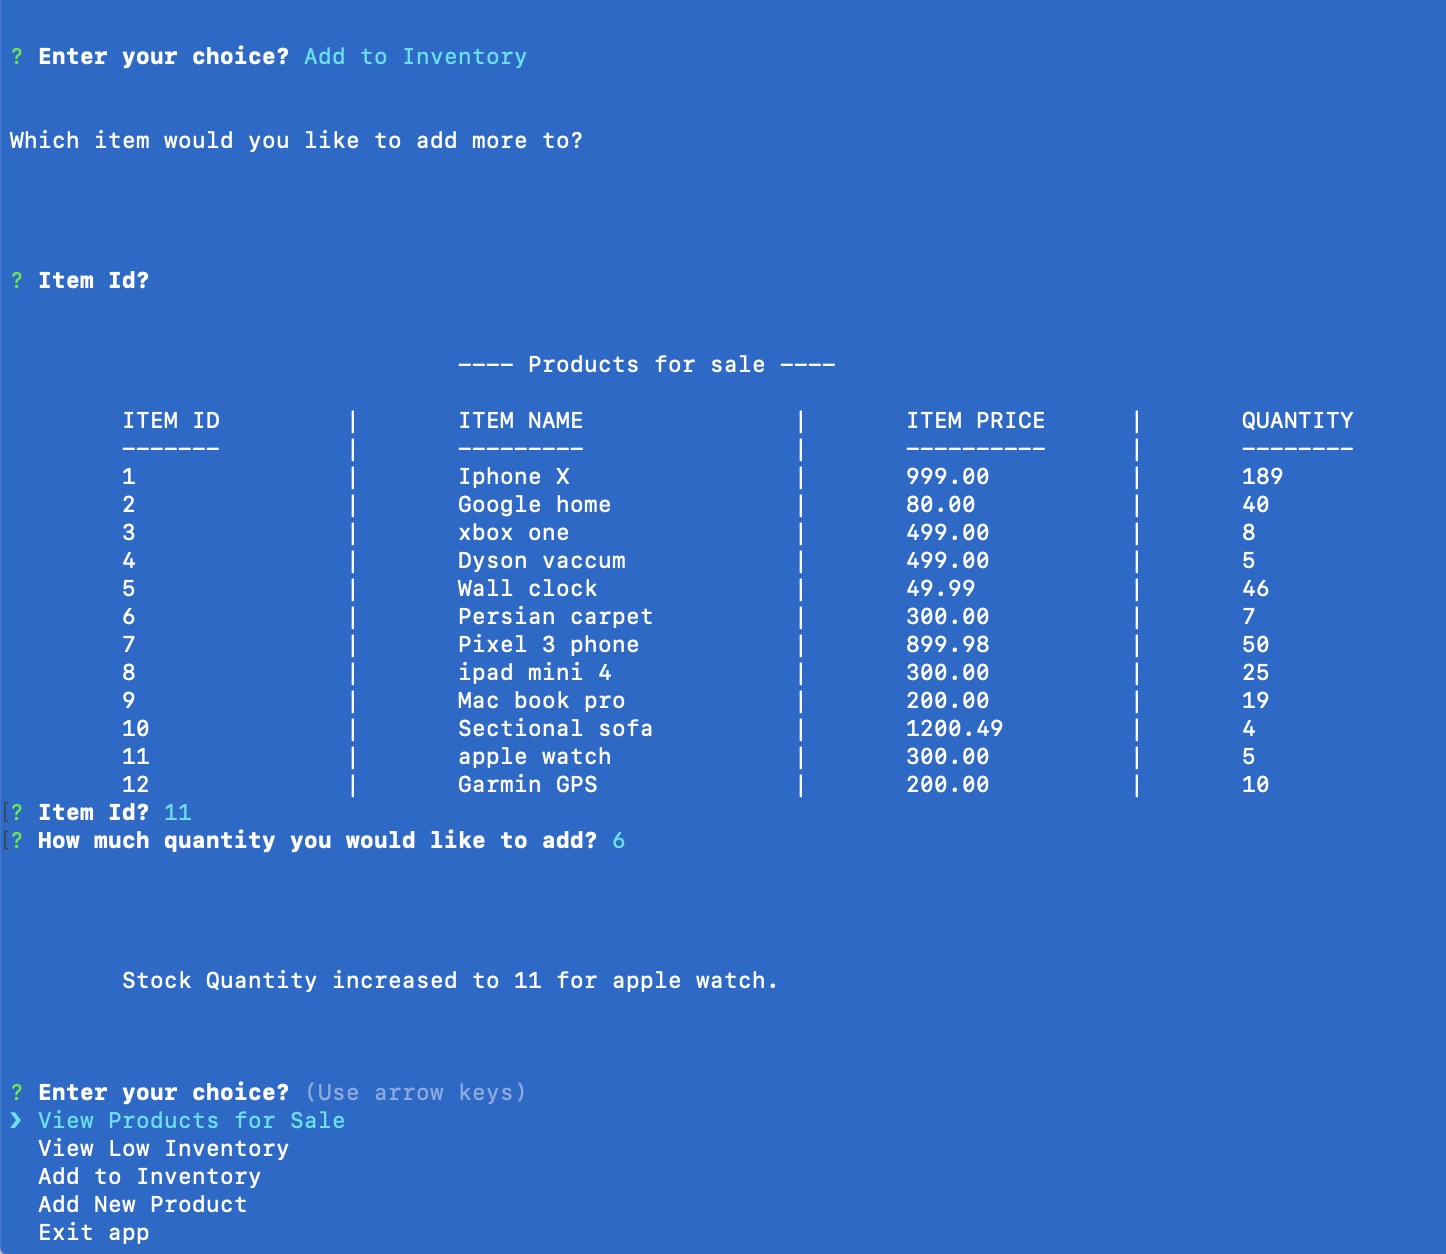 ? Enter your choice? Add to Inventory
Which item would you like to add more to?
? Item Id?
---- Products for sale ----
ITEM ID | ITEM NAME | ITEM PRICE | QUANTITY
------- | --------- | ---------- | --------
1 | Iphone X | 999.00 | 189
2 | Google home | 80.00 | 40
3 | xbox one | 499.00 | 8
4 | Dyson vaccum | 499.00 | 5
5 | Wall clock | 49.99 | 46
6 | Persian carpet | 300.00 | 7
7 | Pixel 3 phone | 899.98 | 50
8 | ipad mini 4 | 300.00 | 25
9 | Mac book pro | 200.00 | 19
10 | Sectional sofa | 1200.49 | 4
11 | apple watch | 300.00 | 5
12 | Garmin GPS | 200.00 | 10
[? Item Id? 11
[? How much quantity you would like to add? 6
Stock Quantity increased to 11 for apple watch.
? Enter your choice? (Use arrow keys)
❯ View Products for Sale
View Low Inventory
Add to Inventory
Add New Product
Exit app